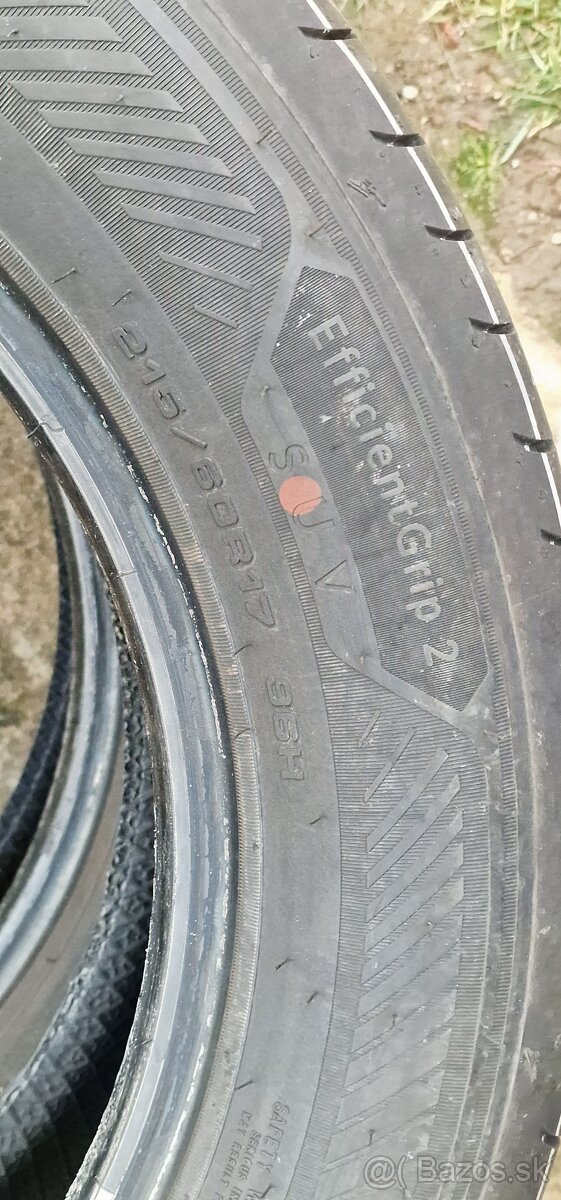 EfficientGrip 2
SUV
215/60R17 96H
SAFETY
@ Bazos.sk